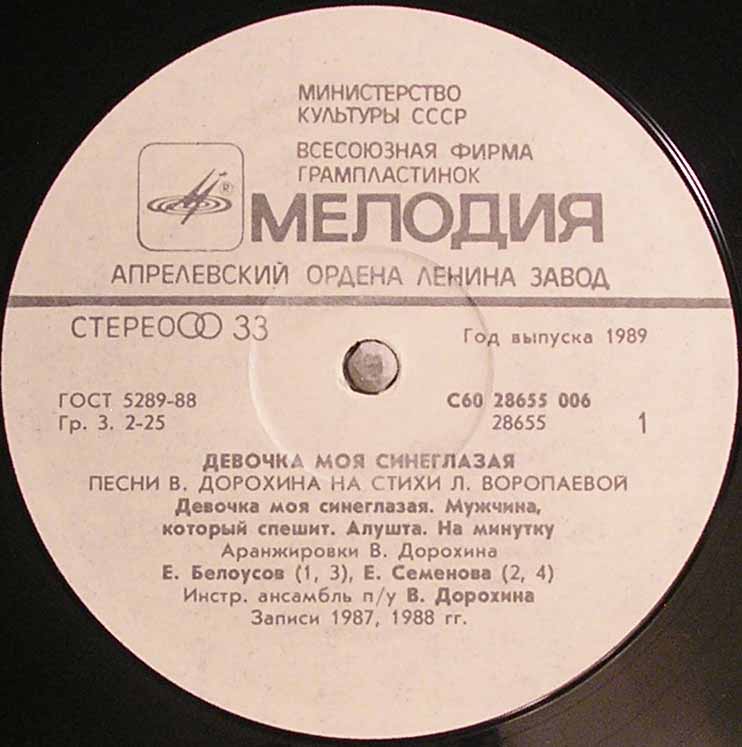 МИНИСТЕРСТВО
КУЛЬТУРЫ СССР
ВСЕСОЮЗНАЯ ФИРМА
ГРАМПЛАСТИНОК
® МЕЛОДИЯ
АПРЕЛЕВСКИЙ ОРДЕНА ЛЕНИНА ЗАВОД
СТЕРЕО 33
Год выпуска 1989
ГОСТ 5289-88
Гр. 3. 2-25
С60 28655 006
28655
1
ДЕВОЧКА МОЯ СИНЕГЛАЗАЯ
ПЕСНИ В. ДОРОХИНА НА СТИХИ Л. ВОРОПАЕВОЙ
Девочка моя синеглазая. Мужчина,
который спешит. Алушта. На минутку
Аранжировки В. Дорохина
Е. Белоусов (1, 3), Е. Семенова (2, 4)
Инстр. ансамбль п/у В. Дорохина
Записи 1987, 1988 гг.